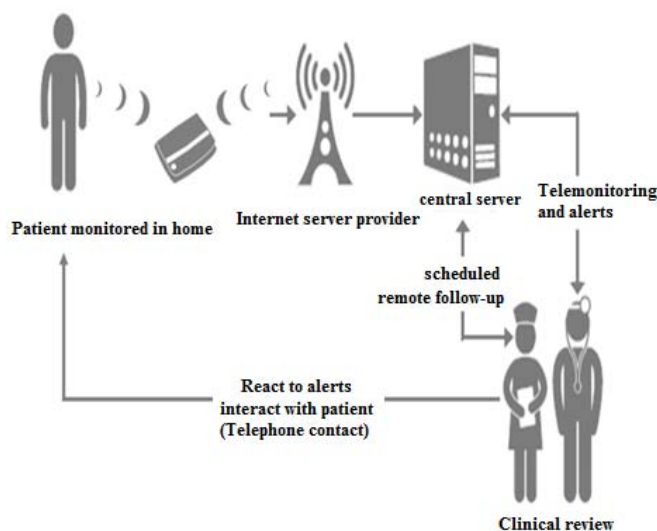 Patient monitored in home
Internet server provider
central server
Telemonitoring
and alerts
scheduled
remote follow-up
React to alerts
interact with patient
(Telephone contact)
Clinical review